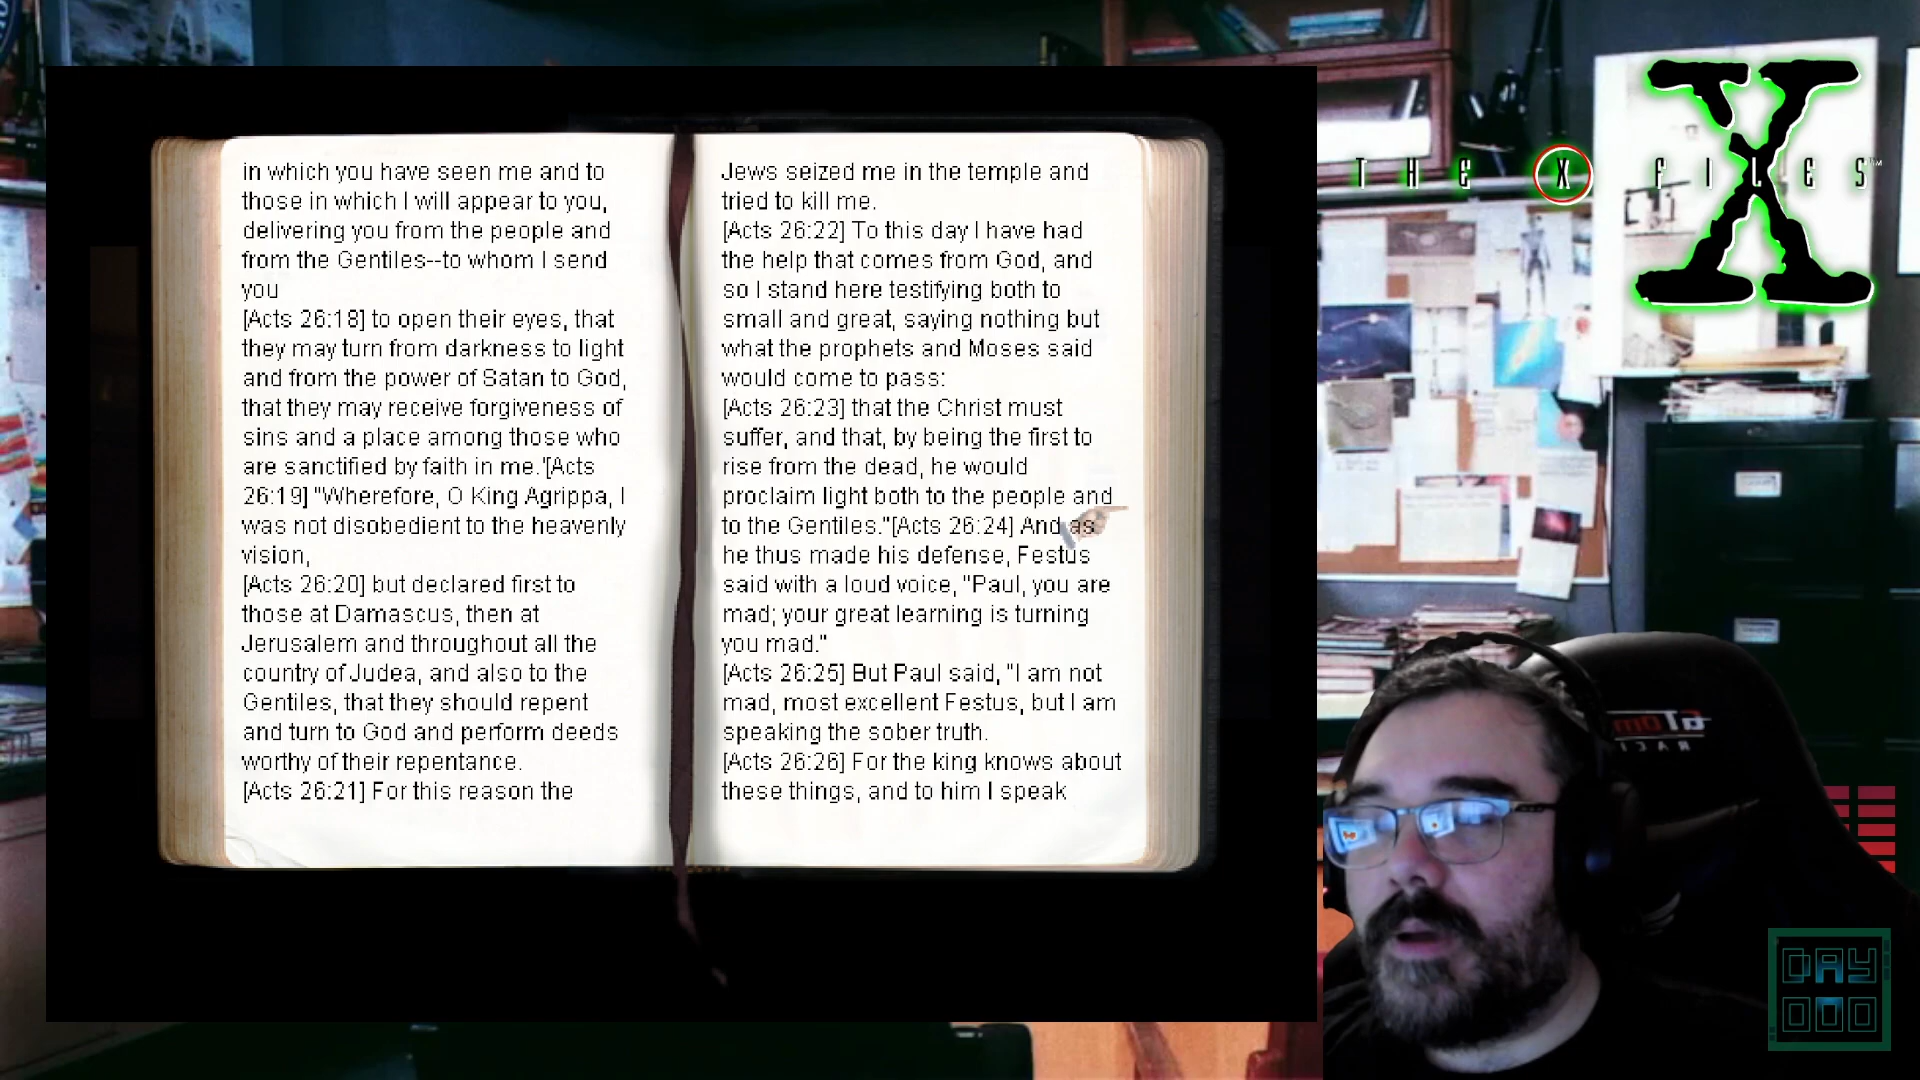 in which you have seen me and to
those in which I will appear to you,
delivering you from the people and
from the Gentiles--to whom I send
you
[Acts 26:18] to open their eyes, that
they may turn from darkness to light
and from the power of Satan to God,
that they may receive forgiveness of
sins and a place among those who
are sanctified by faith in me.'[Acts
26:19] "Wherefore, O King Agrippa, I
was not disobedient to the heavenly
vision,
[Acts 26:20] but declared first to
those at Damascus, then at
Jerusalem and throughout all the
country of Judea, and also to the
Gentiles, that they should repent
and turn to God and perform deeds
worthy of their repentance.
[Acts 26:21] For this reason the
Jews seized me in the temple and
tried to kill me.
[Acts 26:22] To this day I have had
the help that comes from God, and
so I stand here testifying both to
small and great, saying nothing but
what the prophets and Moses said
would come to pass:
[Acts 26:23] that the Christ must
suffer, and that, by being the first to
rise from the dead, he would
proclaim light both to the people and
to the Gentiles."[Acts 26:24] And as
he thus made his defense, Festus
said with a loud voice, "Paul, you are
mad; your great learning is turning
you mad."
[Acts 26:25] But Paul said, "I am not
mad, most excellent Festus, but I am
speaking the sober truth.
[Acts 26:26] For the king knows about
these things, and to him I speak
X
THE X FILES
DAY
000